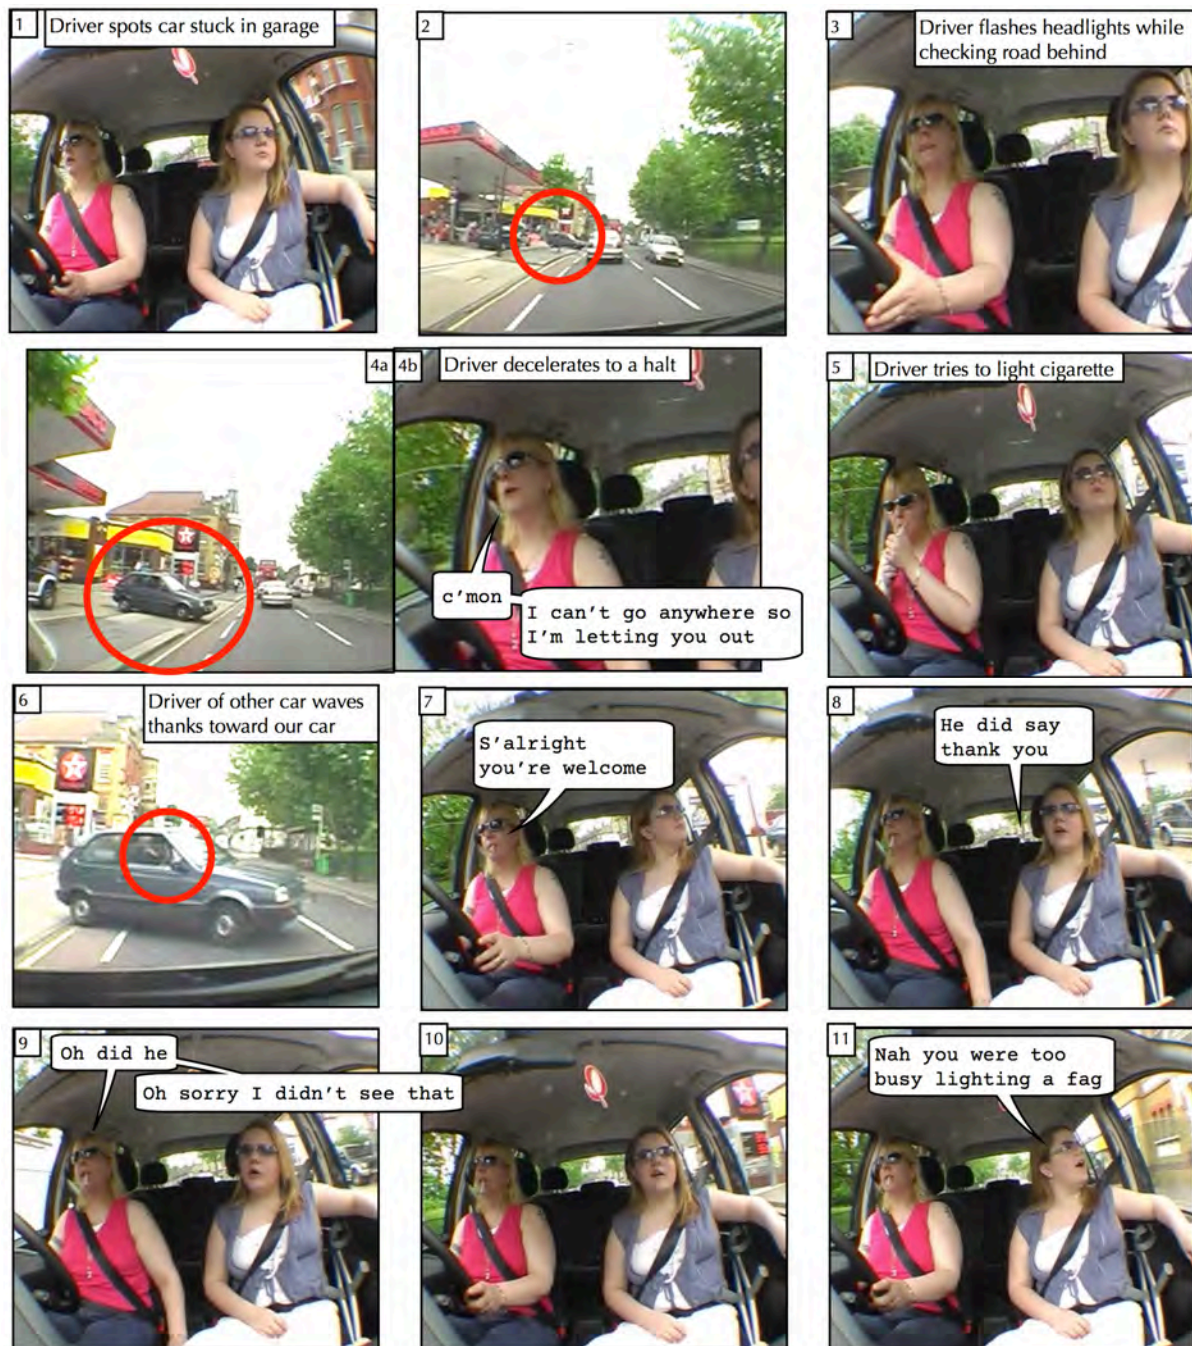 1
Driver spots car stuck in garage
2
3
Driver flashes headlights while
checking road behind
4a
4b
Driver decelerates to a halt
c'mon
I can't go anywhere so
I'm letting you out
5
Driver tries to light cigarette
6
Driver of other car waves
thanks toward our car
7
S'alright
you're welcome
8
He did say
thank you
9
Oh did he
Oh sorry I didn't see that
10
11
Nah you were too
busy lighting a fag